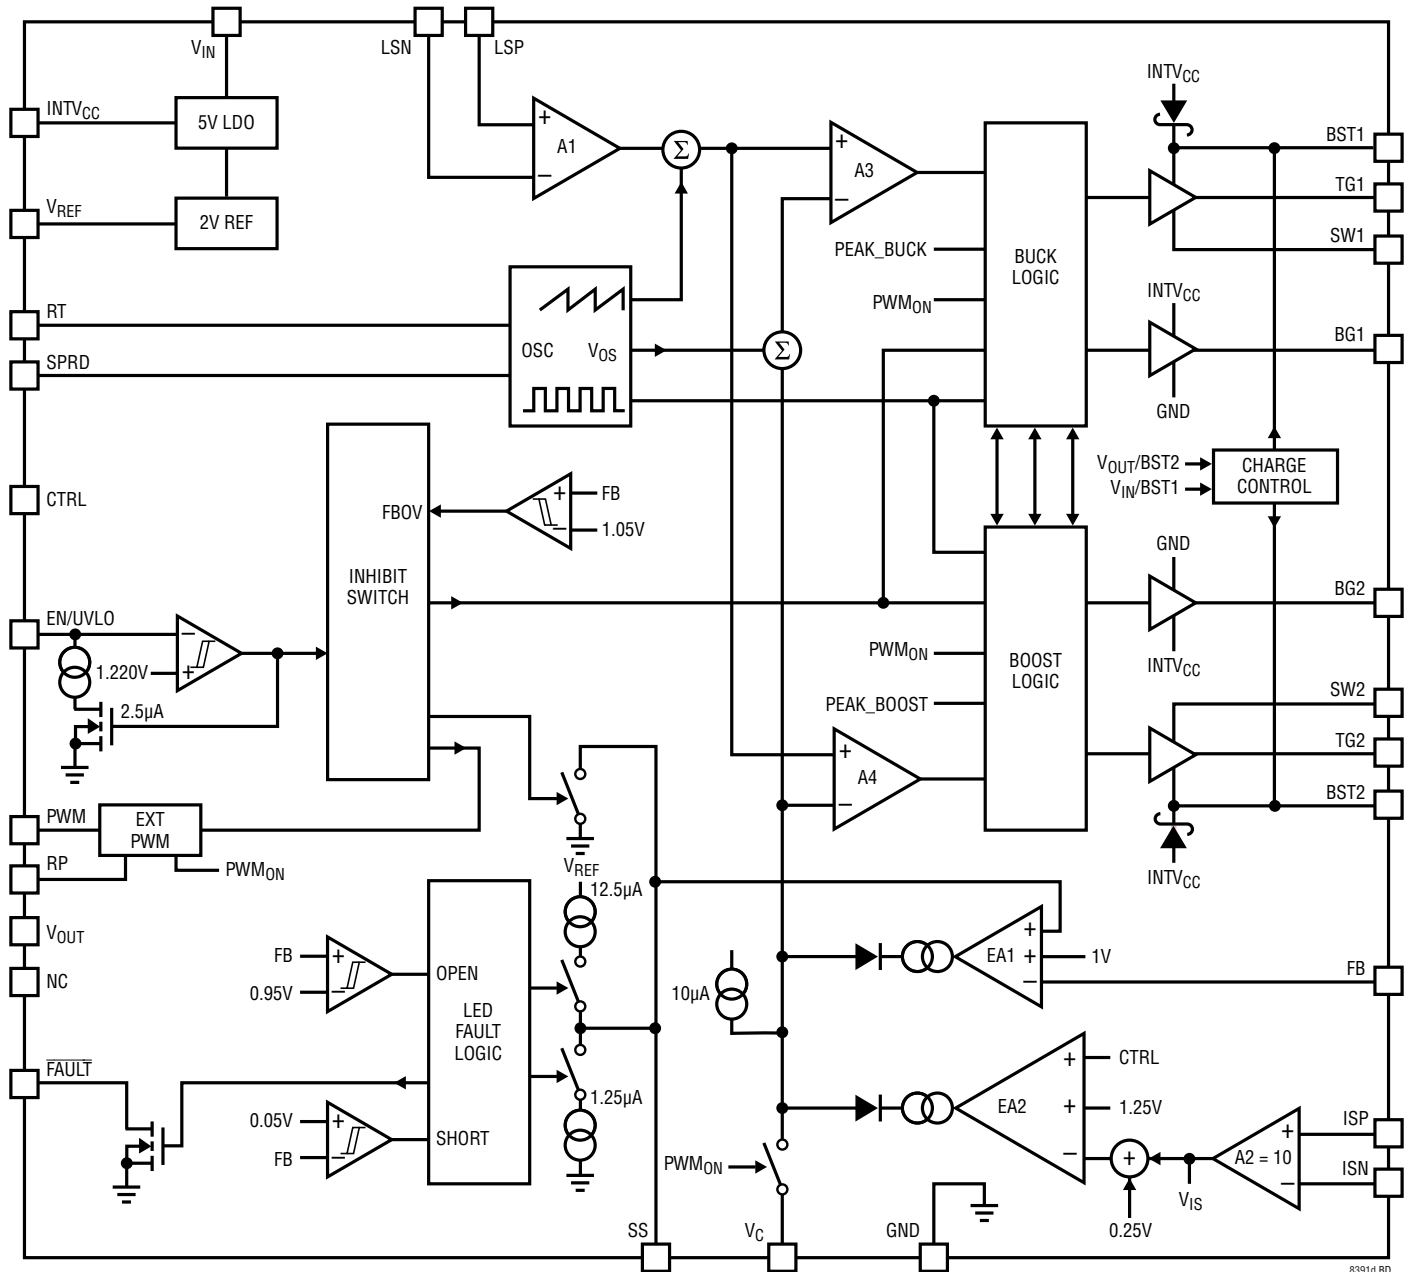 VIN
LSN
LSP
INTVCC
5V LDO
VREF
2V REF
+
A1
−
Σ
+
A3
−
INTVCC
BST1
TG1
SW1
PEAK_BUCK
PWMON
BUCK
LOGIC
INTVCC
BG1
GND
RT
SPRD
OSC
VOS
Σ
CTRL
FBOV
+
−
FB
1.05V
INHIBIT
SWITCH
VOUT/BST2
VIN/BST1
CHARGE
CONTROL
EN/UVLO
−
+
1.220V
2.5µA
GND
BG2
INTVCC
PWMON
PEAK_BOOST
BOOST
LOGIC
+
A4
−
SW2
TG2
BST2
INTVCC
PWM
EXT
PWM
RP
PWMON
VOUT
NC
VREF
12.5µA
FB
+
0.95V
−
OPEN
LED
FAULT
LOGIC
SHORT
1.25µA
0.05V
+
FB
−
FAULT
10µA
EA1
+
+
−
1V
FB
EA2
+
+
−
CTRL
1.25V
+
0.25V
VIS
A2 = 10
+
−
ISP
ISN
PWMON
SS
VC
GND
8391d BD